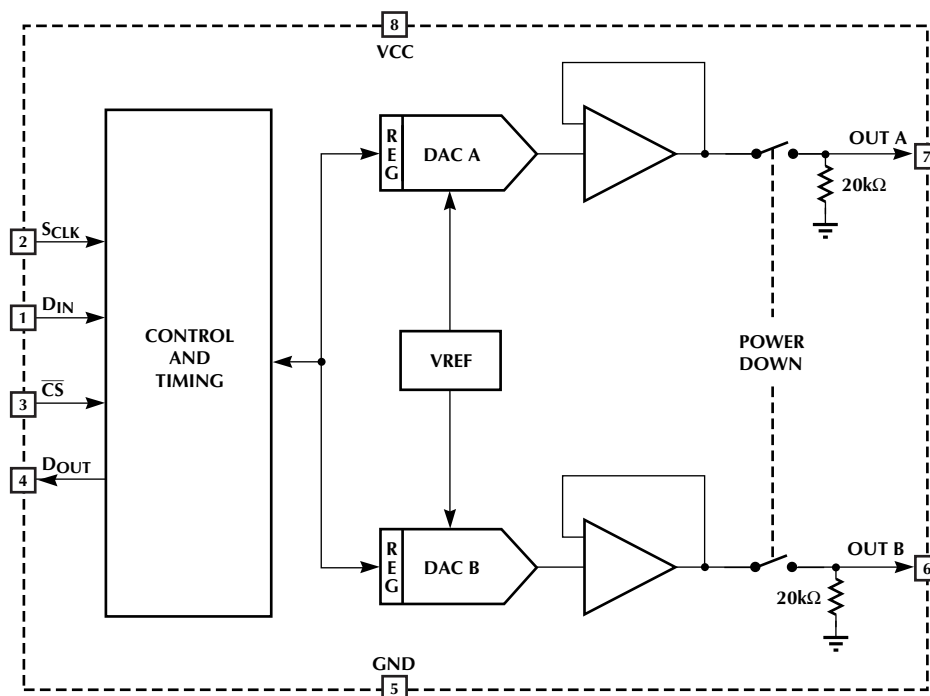 8
VCC
OUT A
7
REG
DAC A
20kΩ
2
SCLK
1
DIN
CONTROL
AND
TIMING
VREF
POWER
DOWN
3
C̅S̅
4
DOUT
REG
DAC B
OUT B
6
20kΩ
GND
5